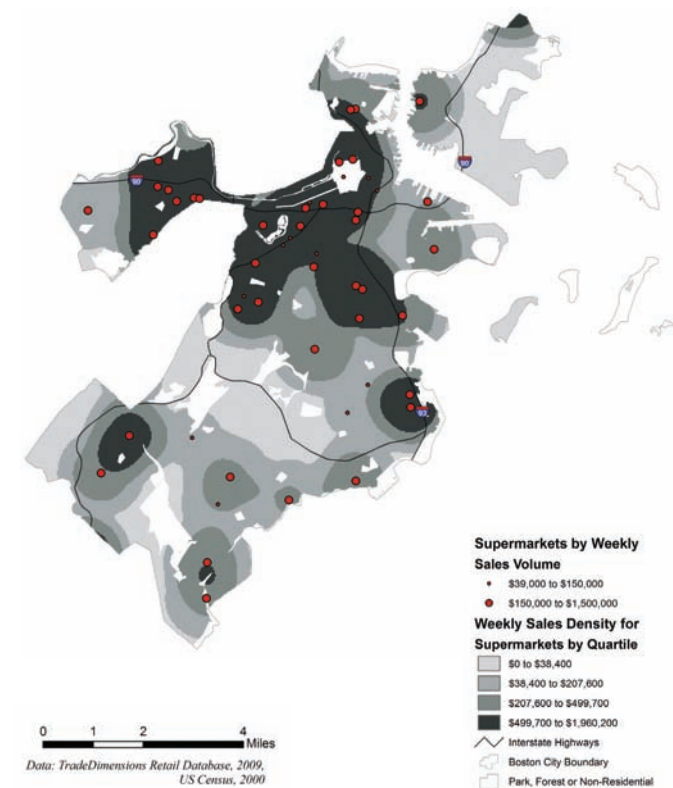 90
90
93
Supermarkets by Weekly
Sales Volume
$39,000 to $150,000
$150,000 to $1,500,000
Weekly Sales Density for
Supermarkets by Quartile
$0 to $38,400
$38,400 to $207,600
$207,600 to $499,700
$499,700 to $1,960,200
Interstate Highways
Boston City Boundary
Park, Forest or Non-Residential
0 1 2 4
Miles
Data: TradeDimensions Retail Database, 2009,
US Census, 2000